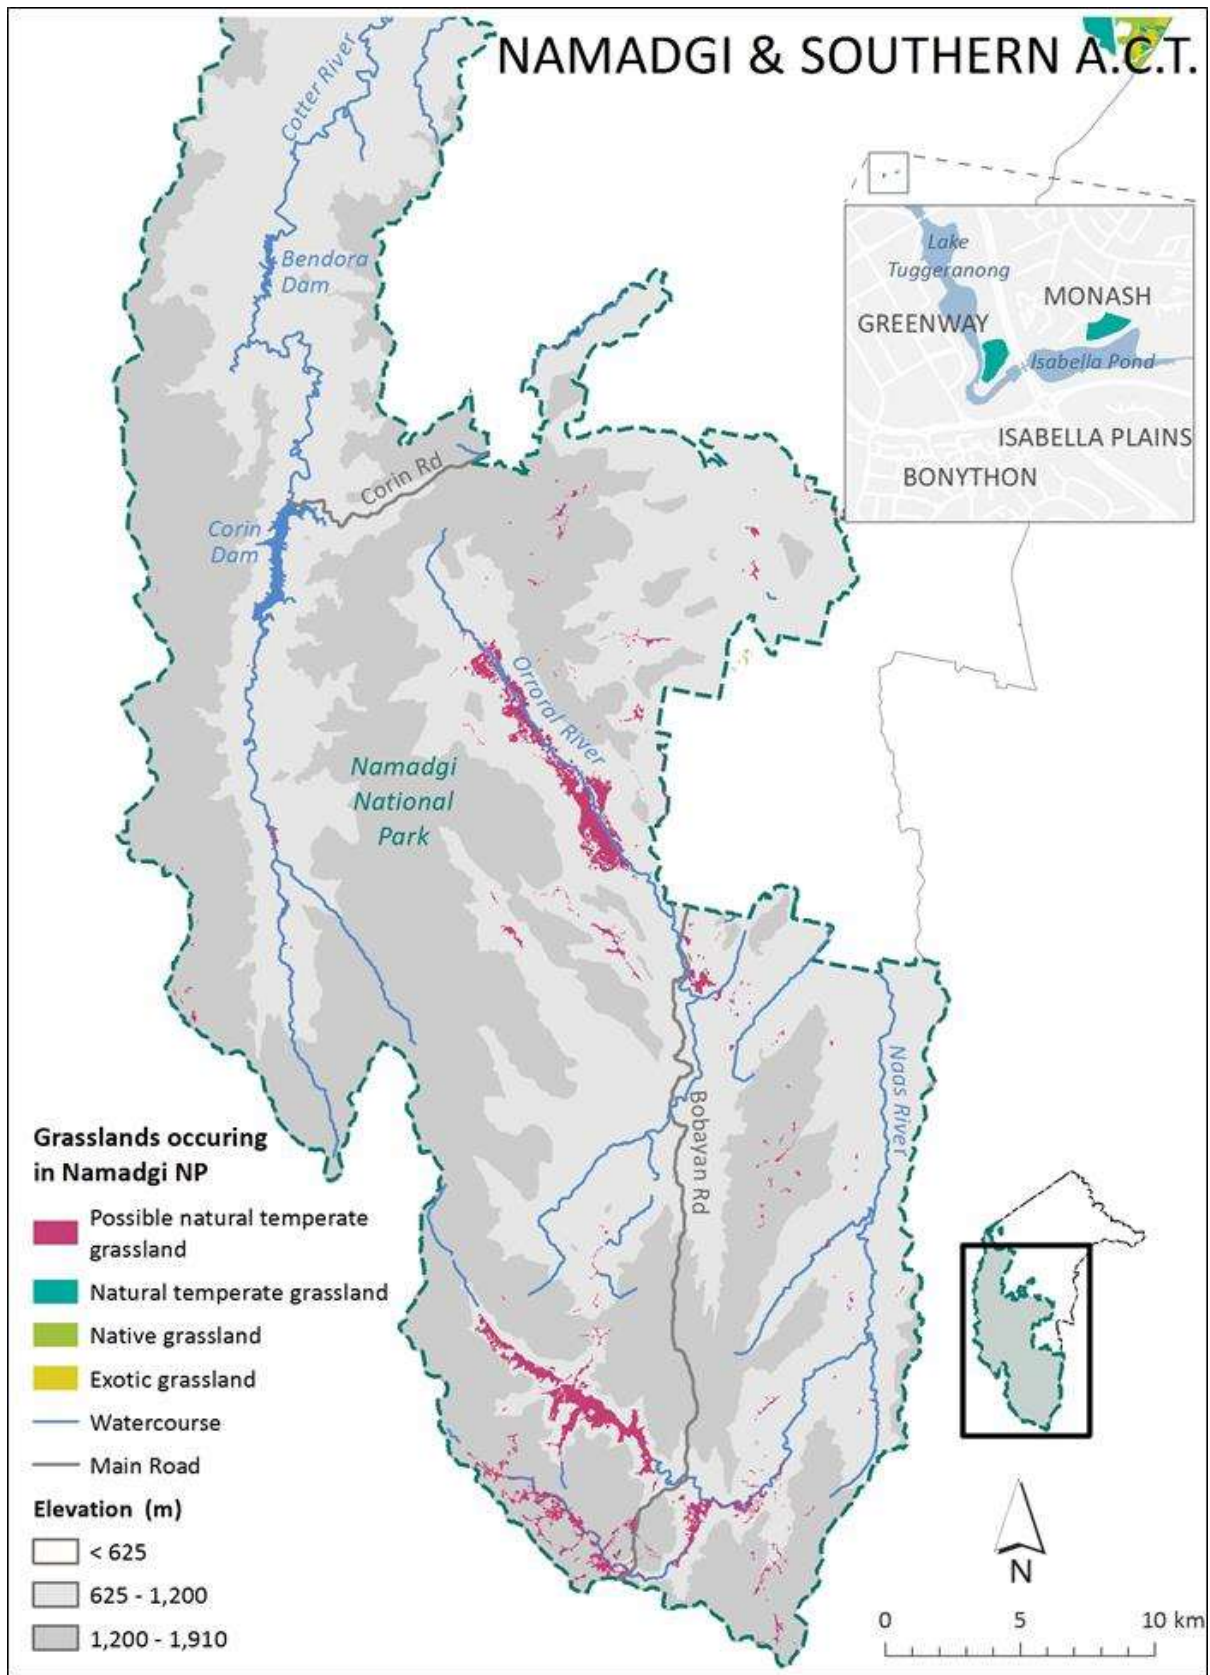 NAMADGI & SOUTHERN A.C.T.
Cotter River
Bendora
Dam
Lake
Tuggeranong
MONASH
GREENWAY
Isabella Pond
ISABELLA PLAINS
BONYTHON
Corin Rd
Corin
Dam
Orroral River
Namadgi
National
Park
Naas River
Bobayan Rd
Grasslands occuring
in Namadgi NP
Possible natural temperate
grassland
Natural temperate grassland
Native grassland
Exotic grassland
Watercourse
Main Road
Elevation (m)
< 625
625 - 1,200
1,200 - 1,910
N
0 5 10 km